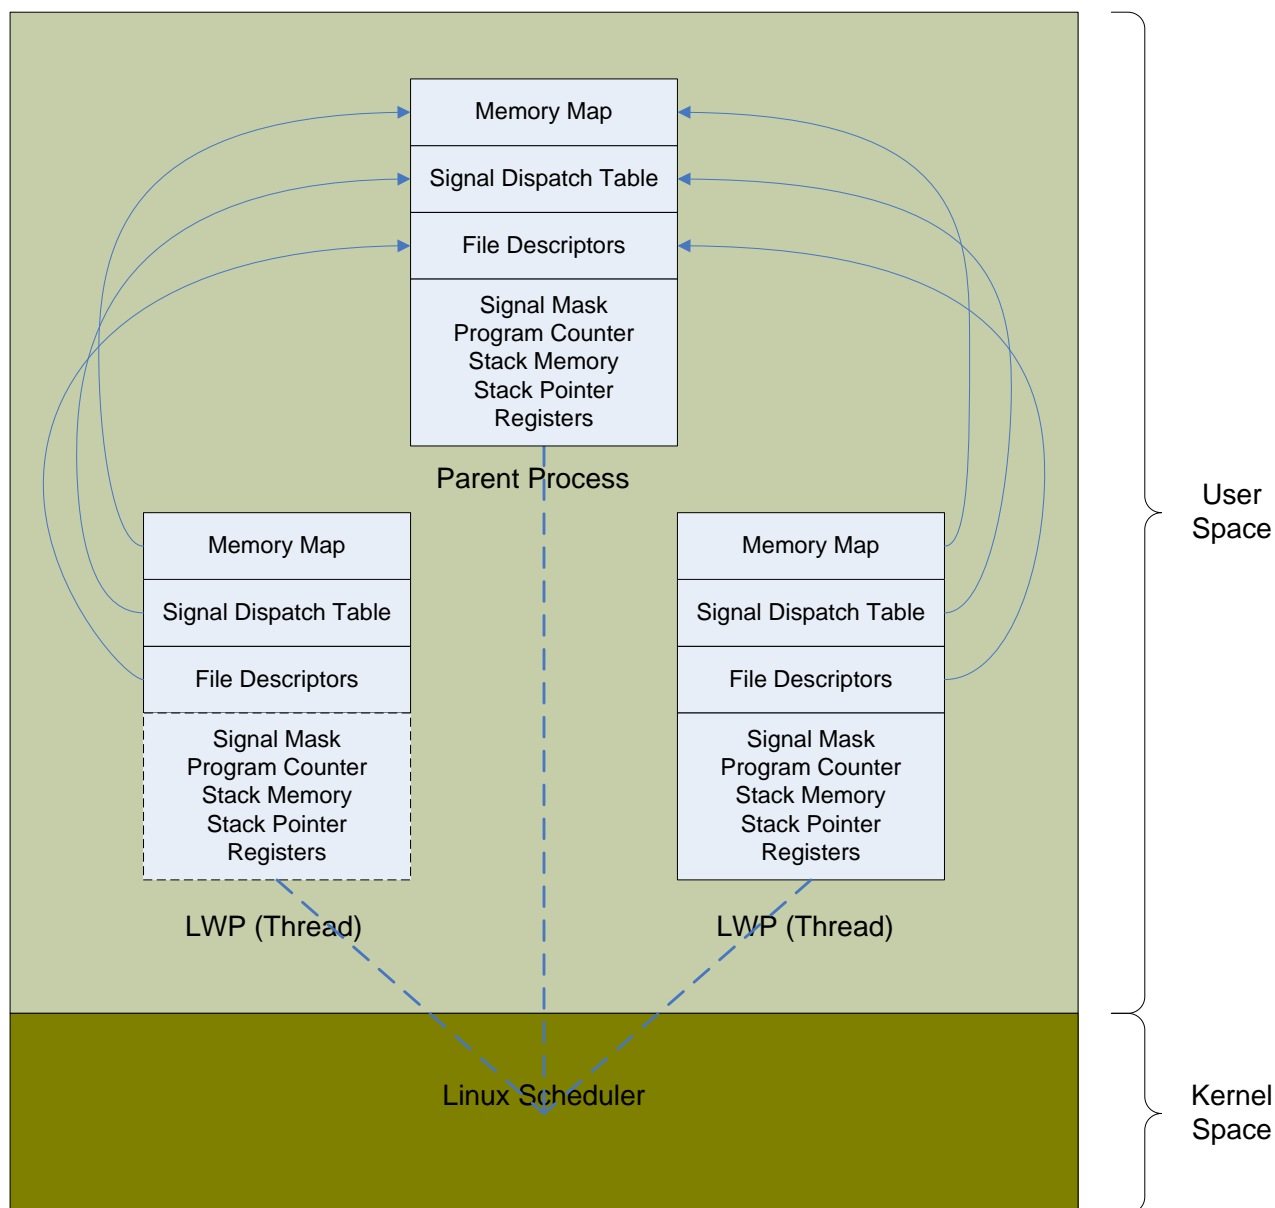 Memory Map
Signal Dispatch Table
File Descriptors
Signal Mask
Program Counter
Stack Memory
Stack Pointer
Registers
Parent Process
Memory Map
Signal Dispatch Table
File Descriptors
Signal Mask
Program Counter
Stack Memory
Stack Pointer
Registers
LWP (Thread)
Memory Map
Signal Dispatch Table
File Descriptors
Signal Mask
Program Counter
Stack Memory
Stack Pointer
Registers
LWP (Thread)
User
Space
Linux Scheduler
Kernel
Space